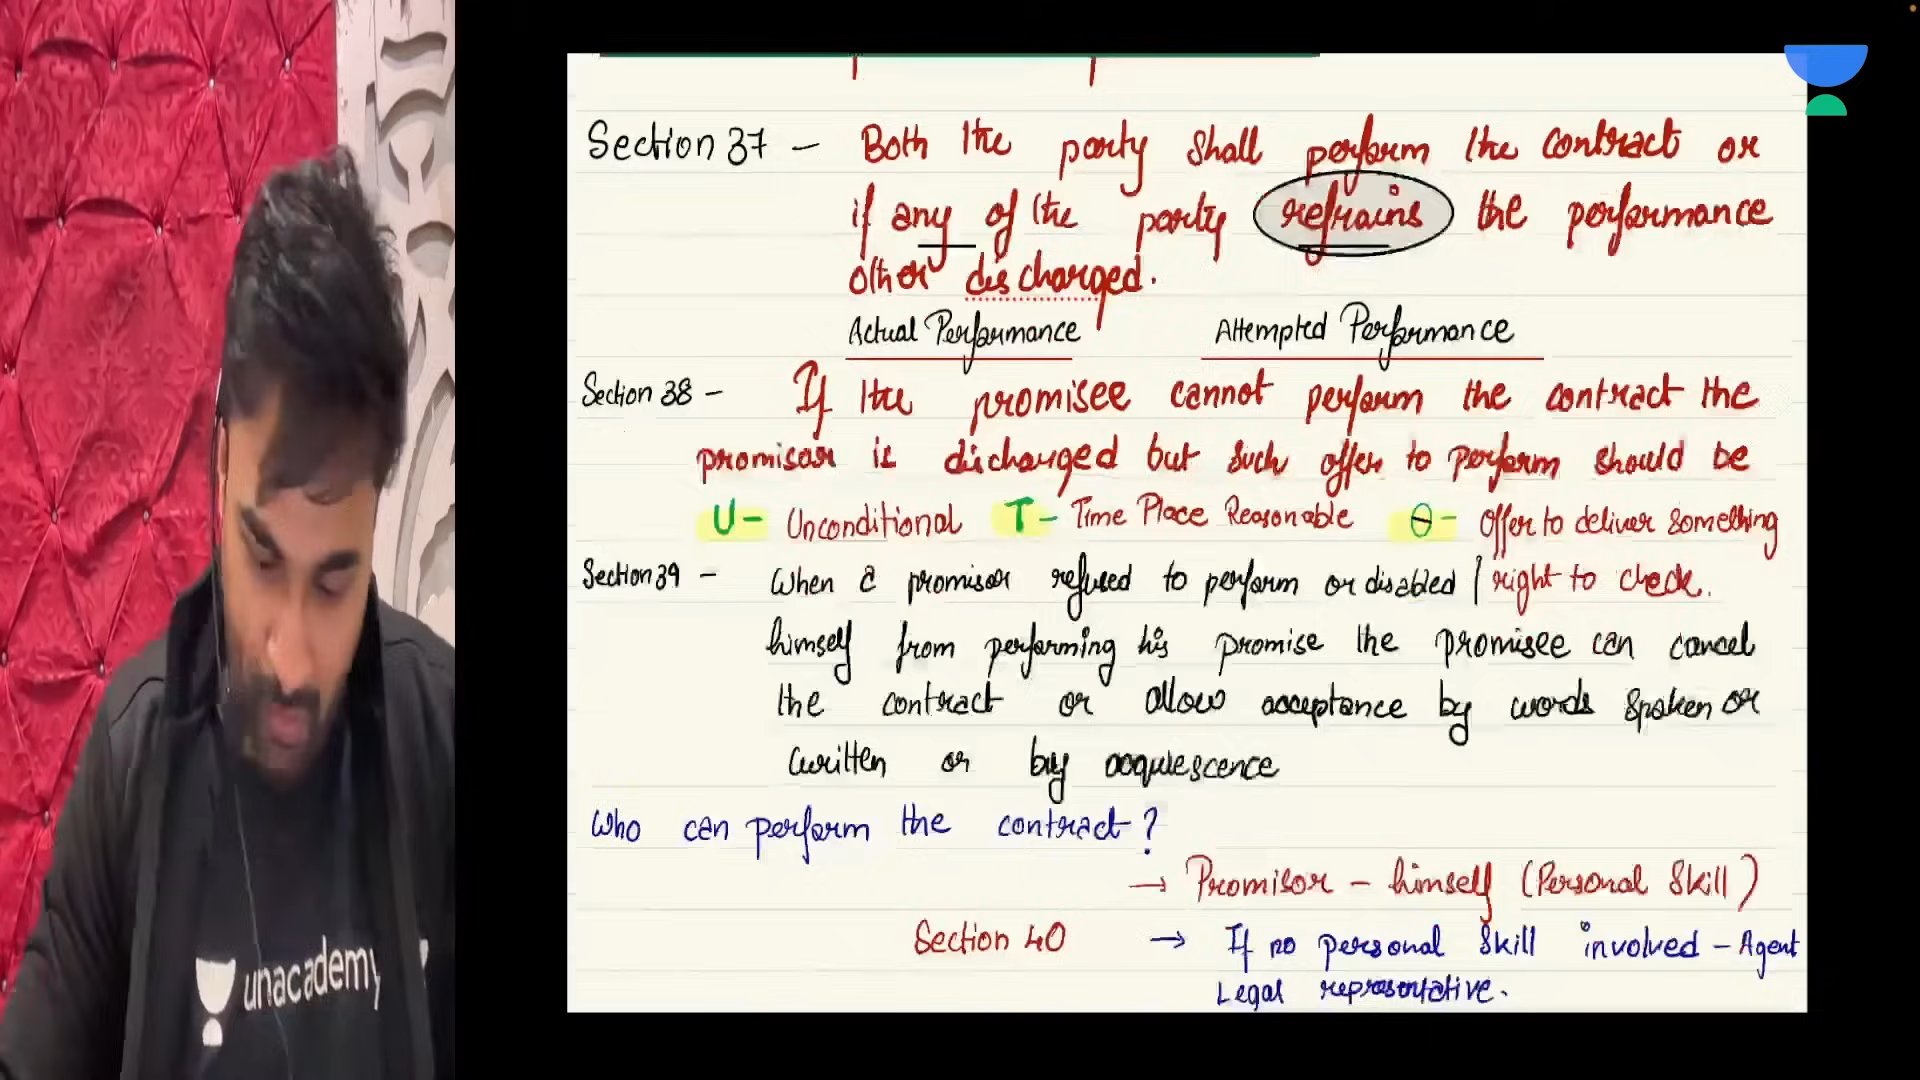 Section 37 - Both the party shall perform the contract or
if any of the party refrains the performance
other discharged.
Actual Performance Attempted Performance
Section 38 - If the promisee cannot perform the contract the
promisor is discharged but such offer to perform should be
U - Unconditional T - Time Place Reasonable O - Offer to deliver something
Section 39 - When a promisor refused to perform or disabled / right to check.
himself from performing his promise the promisee can cancel
the contract or allow acceptance by words spoken or
written or by acquiescence
Who can perform the contract ?
→ Promisor - himself (Personal Skill)
Section 40 → If no personal skill involved - Agent
Legal representative.
unacademy